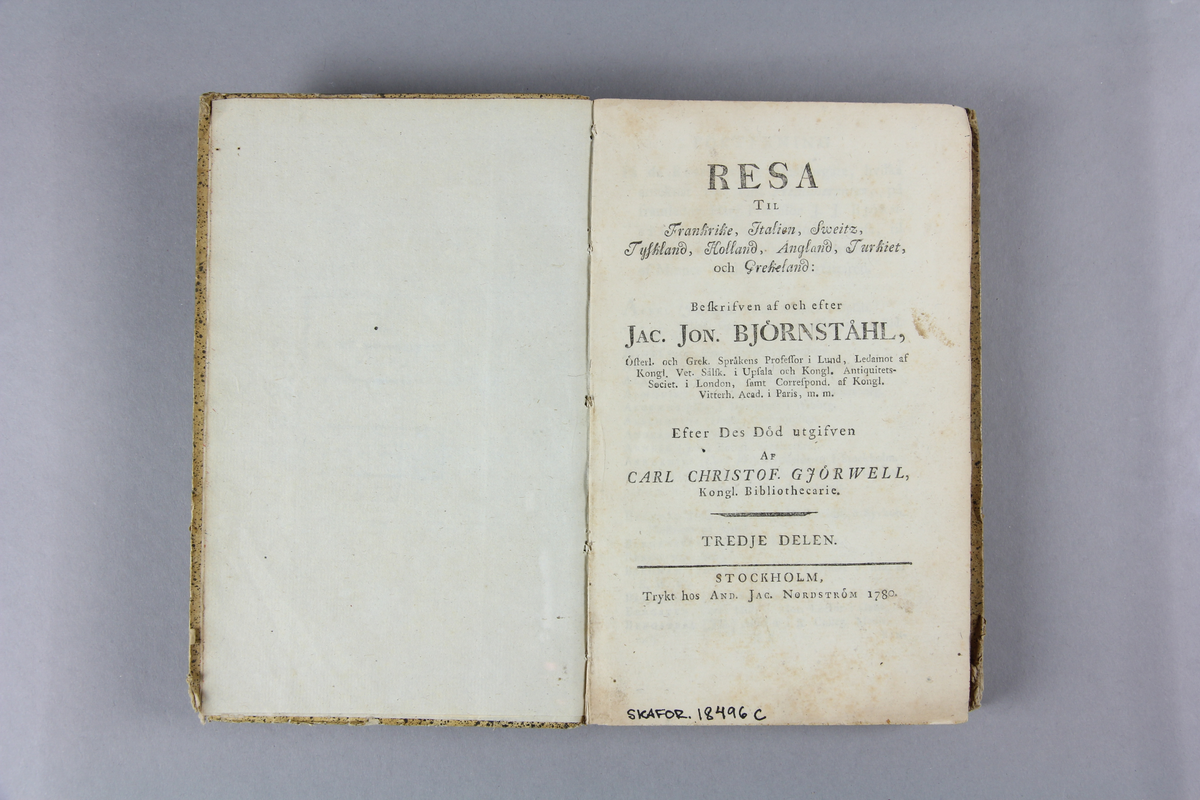 RESA
TIL
Frankrike, Italien, Sweitz,
Tyſkland, Holland, Angland, Turkiet,
och Grekeland:
Beſkrifven af och efter
JAC. JON. BJÖRNSTÅHL,
Öſterl. och Grek. Språkens Profeſſor i Lund, Ledamot af
Kongl. Vet. Sälſk. i Upſala och Kongl. Antiquitets-
Societ. i London, ſamt Correſpond. af Kongl.
Vitterh. Acad. i Paris, m. m.
Efter Des Död utgifven
AF
CARL CHRISTOF. GJÖRWELL,
Kongl. Bibliothecarie.
TREDJE DELEN.
STOCKHOLM,
Trykt hos AND. JAC. NORDSTRÖM 1780.
SKAFOR. 18496 C